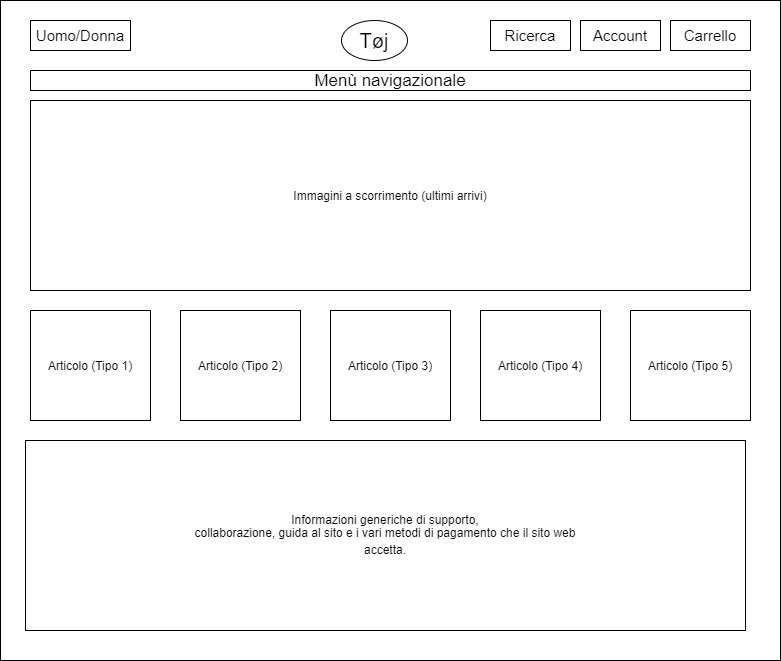 Uomo/Donna
Tøj
Ricerca
Account
Carrello
Menù navigazionale
Immagini a scorrimento (ultimi arrivi)
Articolo (Tipo 1)
Articolo (Tipo 2)
Articolo (Tipo 3)
Articolo (Tipo 4)
Articolo (Tipo 5)
Informazioni generiche di supporto,
collaborazione, guida al sito e i vari metodi di pagamento che il sito web
accetta.